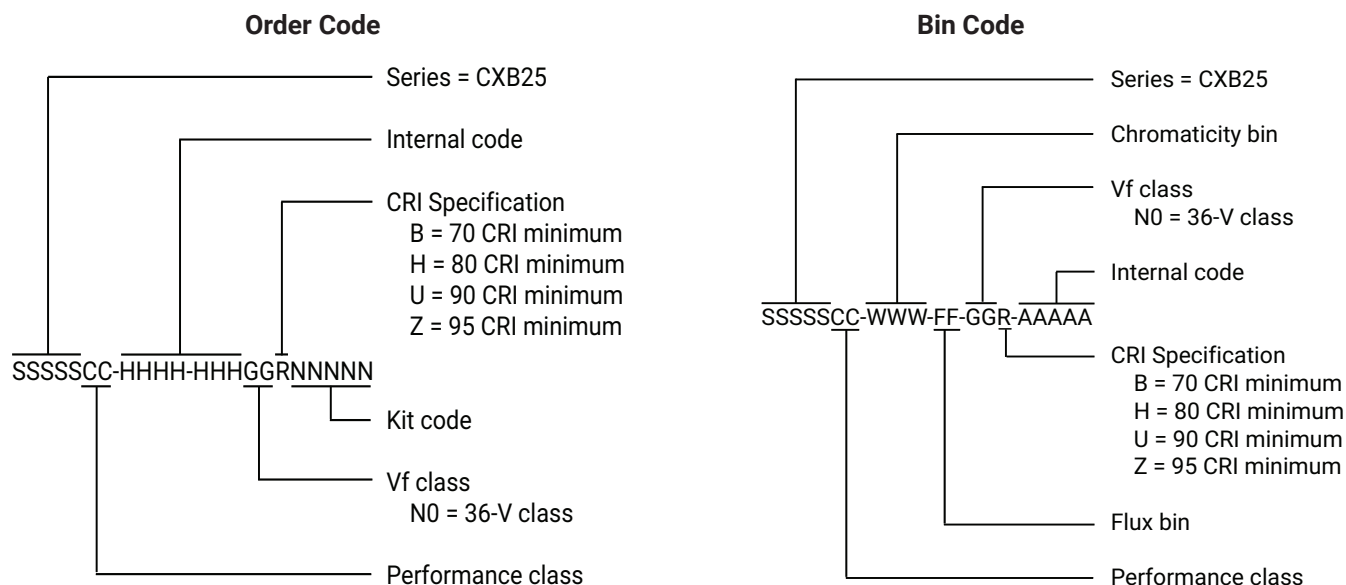 Order Code
Series = CXB25
Internal code
CRI Specification
B = 70 CRI minimum
H = 80 CRI minimum
U = 90 CRI minimum
Z = 95 CRI minimum
SSSSSCC-HHHH-HHHGGRNNNNN
Kit code
Vf class
N0 = 36-V class
Performance class
Bin Code
Series = CXB25
Chromaticity bin
Vf class
N0 = 36-V class
Internal code
SSSSSCC-WWW-FF-GGR-AAAAA
CRI Specification
B = 70 CRI minimum
H = 80 CRI minimum
U = 90 CRI minimum
Z = 95 CRI minimum
Flux bin
Performance class